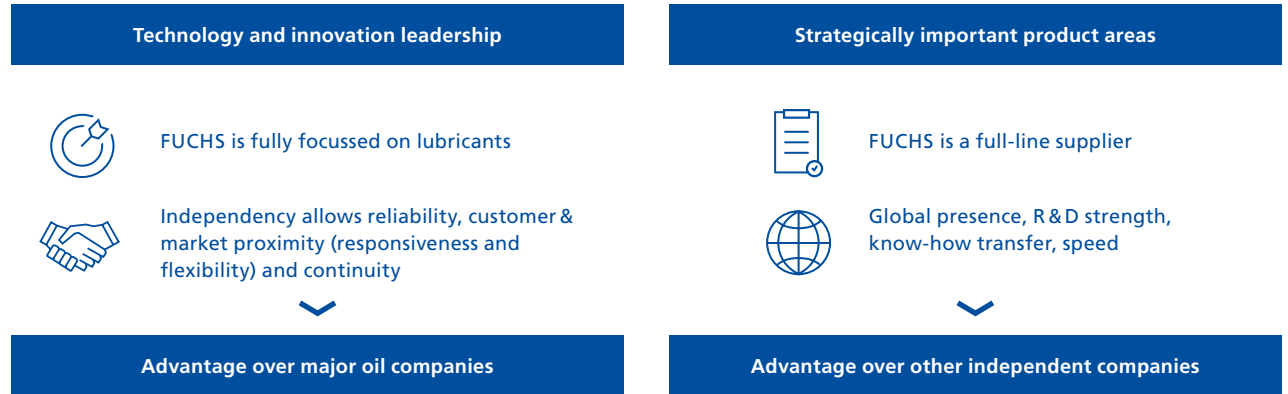 Technology and innovation leadership
FUCHS is fully focussed on lubricants
Independency allows reliability, customer & 
market proximity (responsiveness and
flexibility) and continuity
Advantage over major oil companies
Strategically important product areas
FUCHS is a full-line supplier
Global presence, R & D strength,
know-how transfer, speed
Advantage over other independent companies